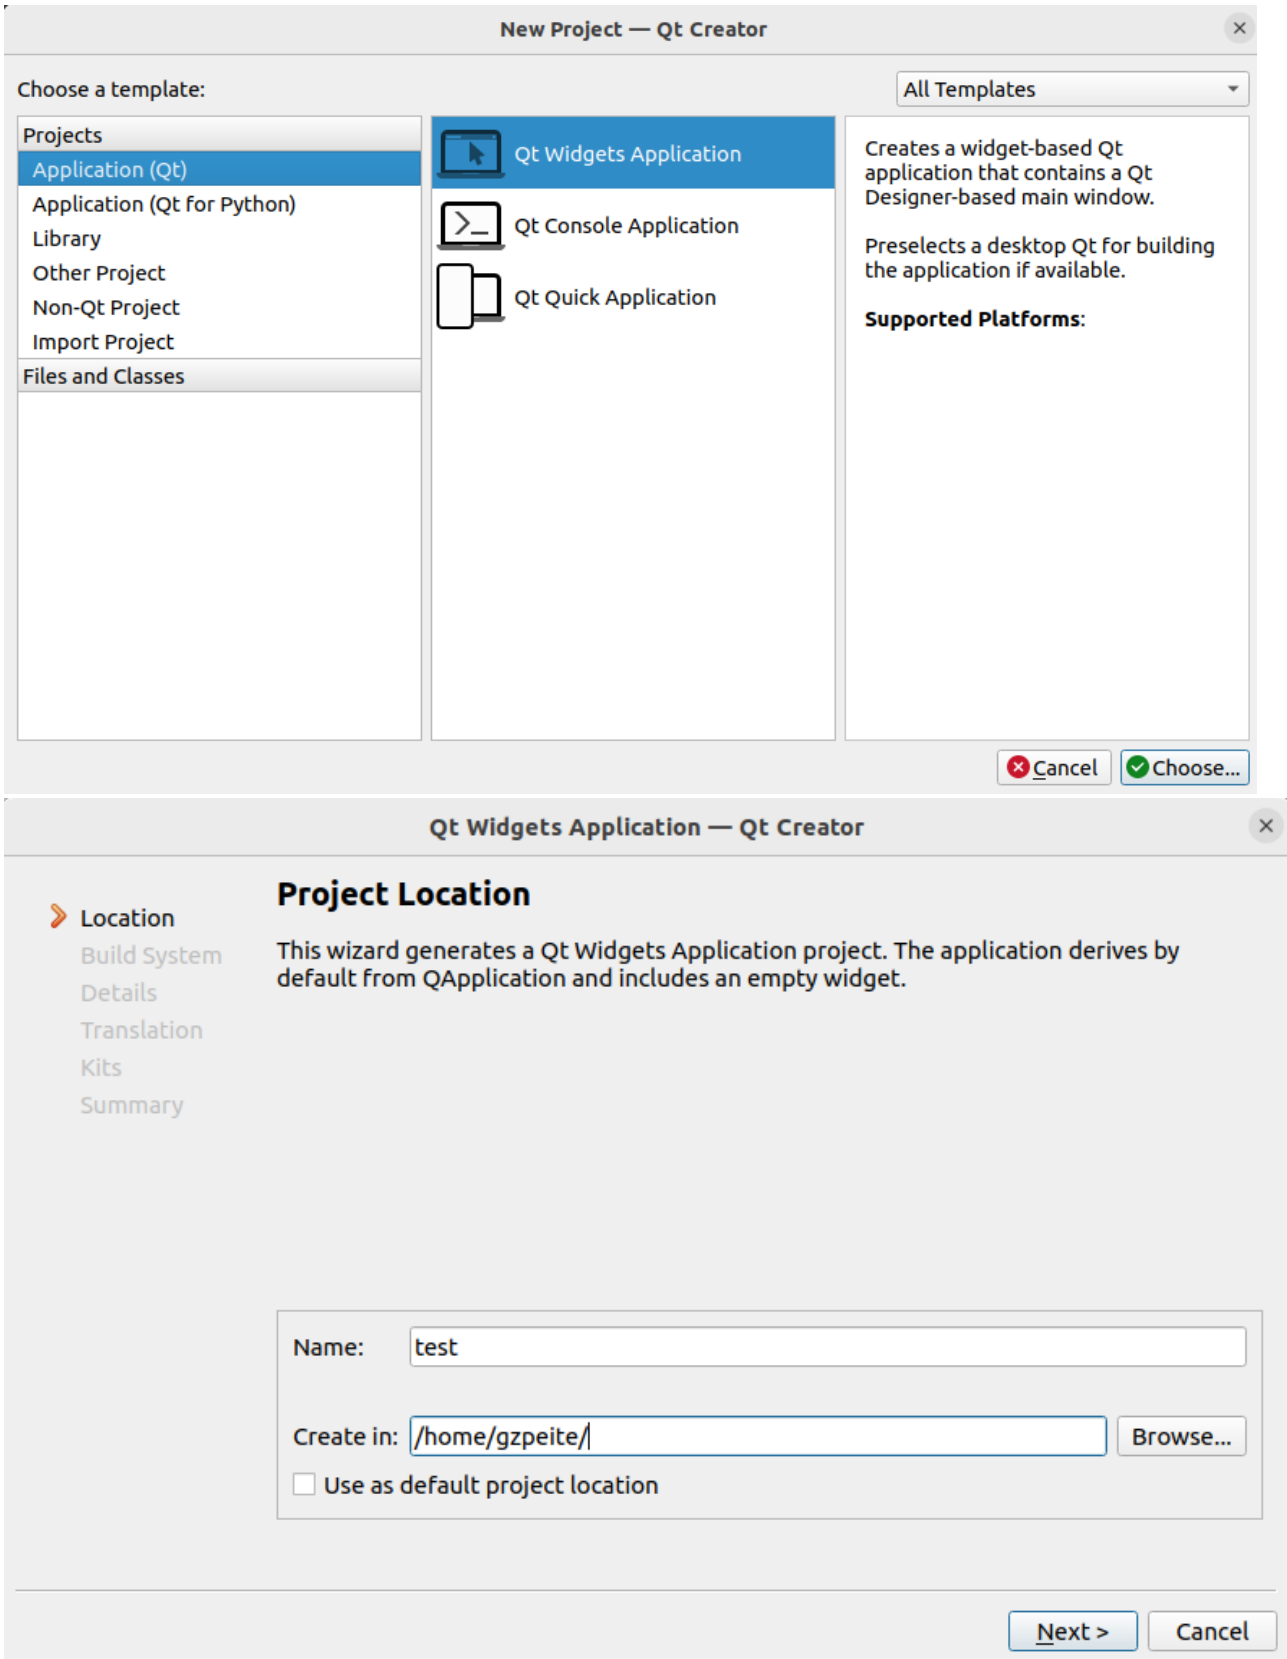 New Project — Qt Creator
Choose a template:
All Templates
Projects
Application (Qt)
Application (Qt for Python)
Library
Other Project
Non-Qt Project
Import Project
Files and Classes
Qt Widgets Application
Qt Console Application
Qt Quick Application
Creates a widget-based Qt
application that contains a Qt
Designer-based main window.
Preselects a desktop Qt for building
the application if available.
Supported Platforms:
Cancel
Choose...
Qt Widgets Application — Qt Creator
Location
Build System
Details
Translation
Kits
Summary
Project Location
This wizard generates a Qt Widgets Application project. The application derives by
default from QApplication and includes an empty widget.
Name: test
Create in: /home/gzpeite/
Browse...
Use as default project location
Next >
Cancel